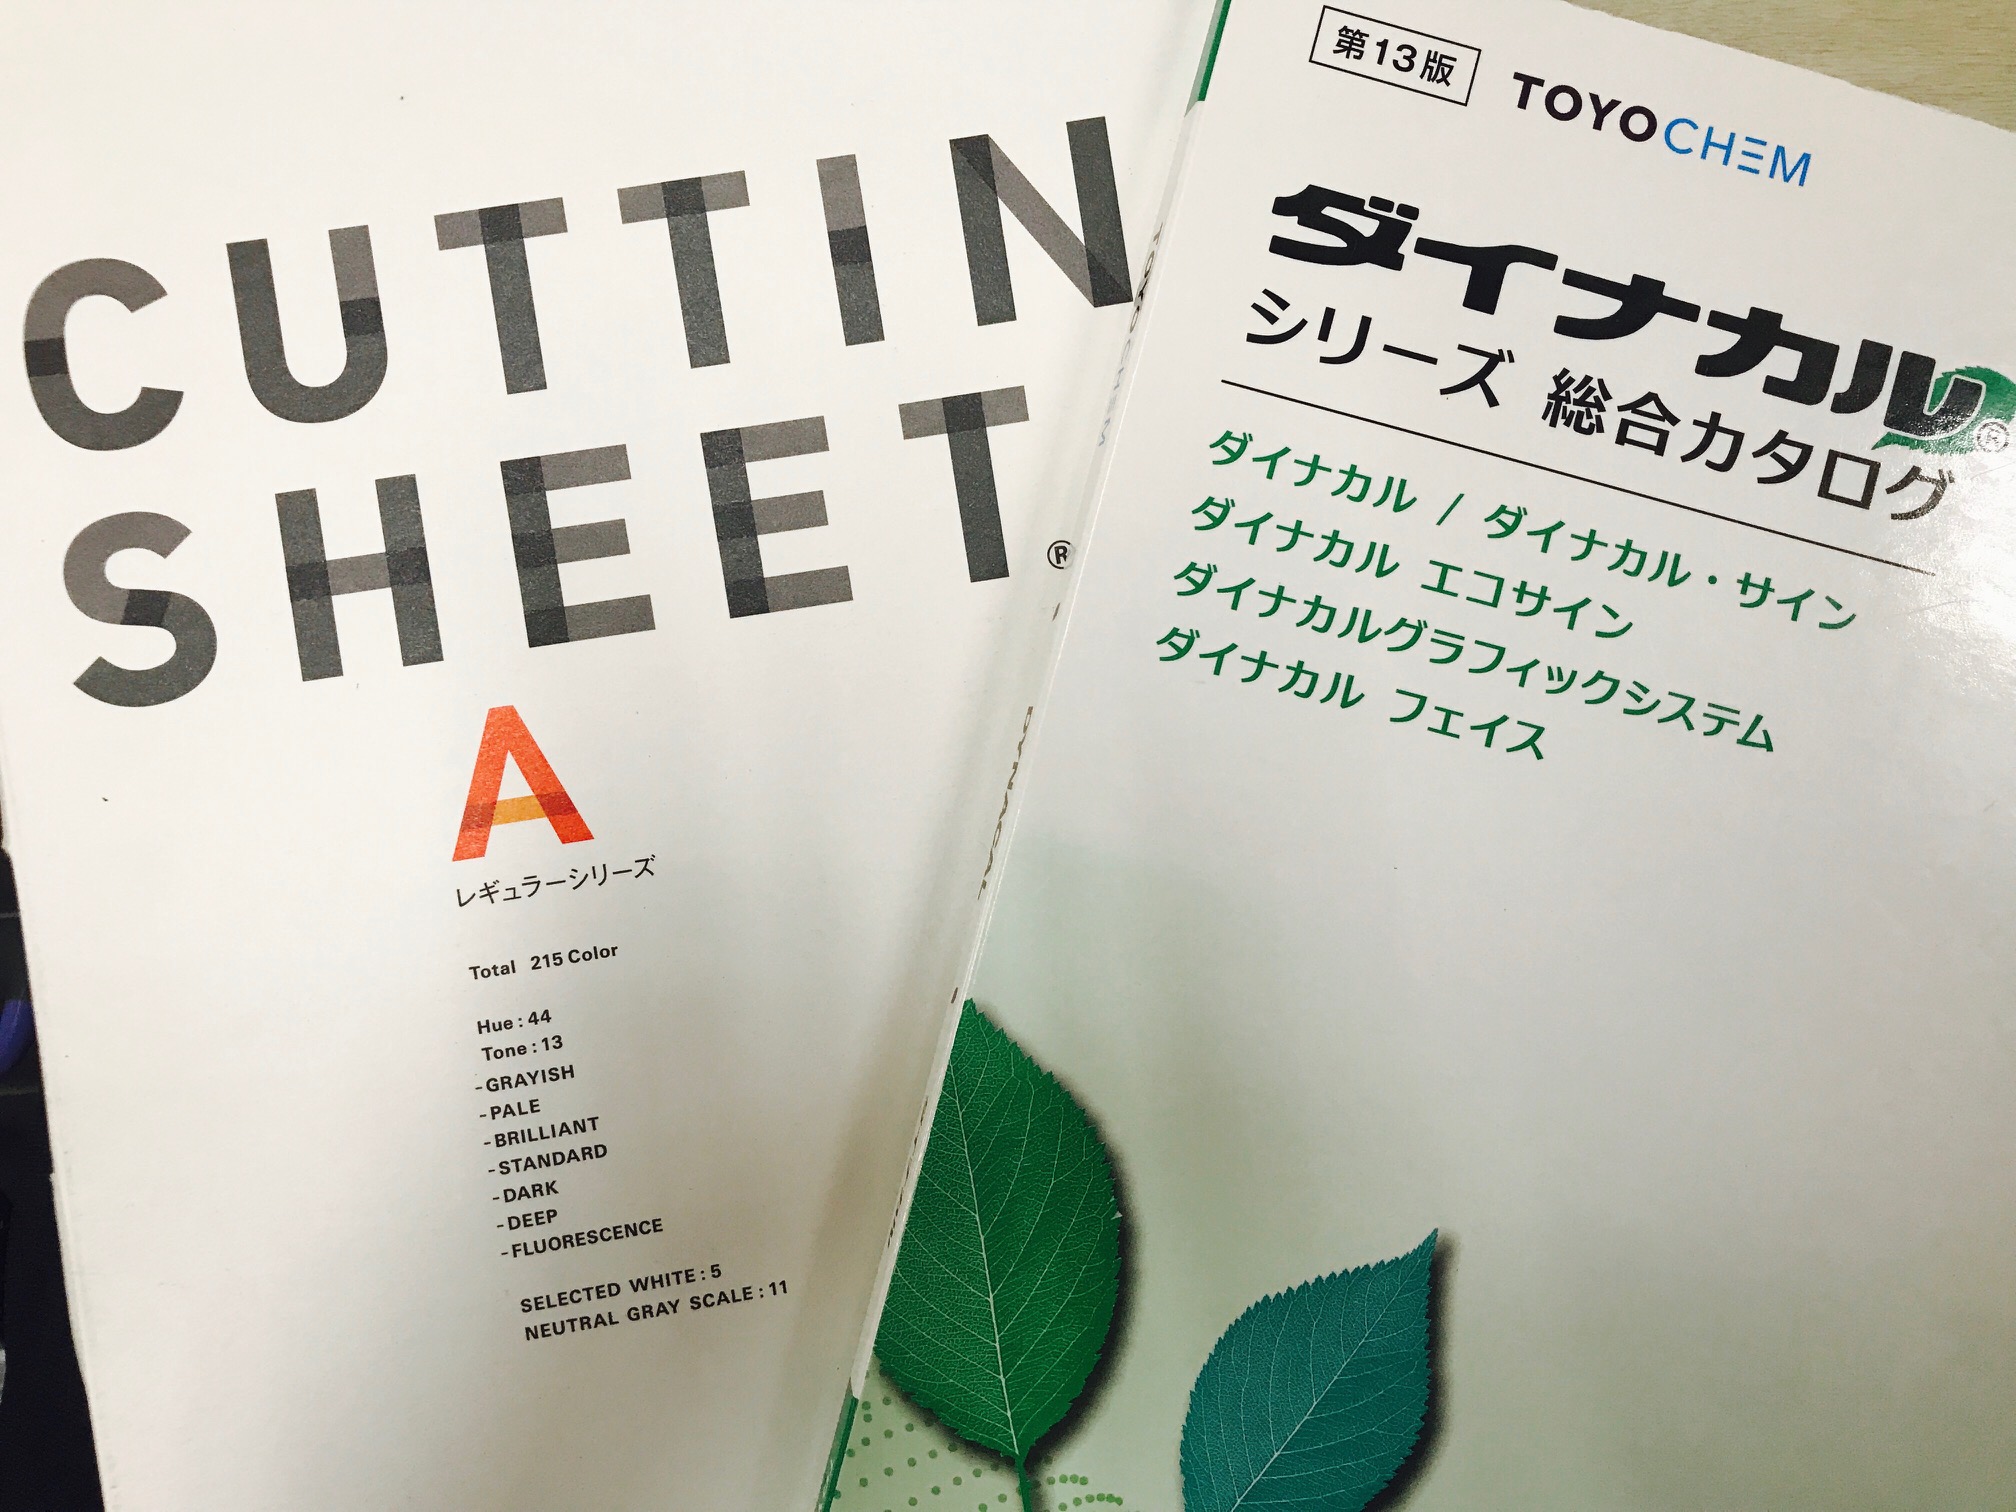 CUTTIN
SHEET®
A
レギュラーシリーズ
Total 215 Color
Hue : 44
Tone : 13
-GRAYISH
-PALE
-BRILLIANT
-STANDARD
-DARK
-DEEP
-FLUORESCENCE
SELECTED WHITE : 5
NEUTRAL GRAY SCALE : 11
第13版
TOYOCHEM
ダイナカル®
シリーズ 総合カタログ
ダイナカル / ダイナカル・サイン
ダイナカル エコサイン
ダイナカルグラフィックシステム
ダイナカル フェイス
TOYOCHEM
DYNACAL